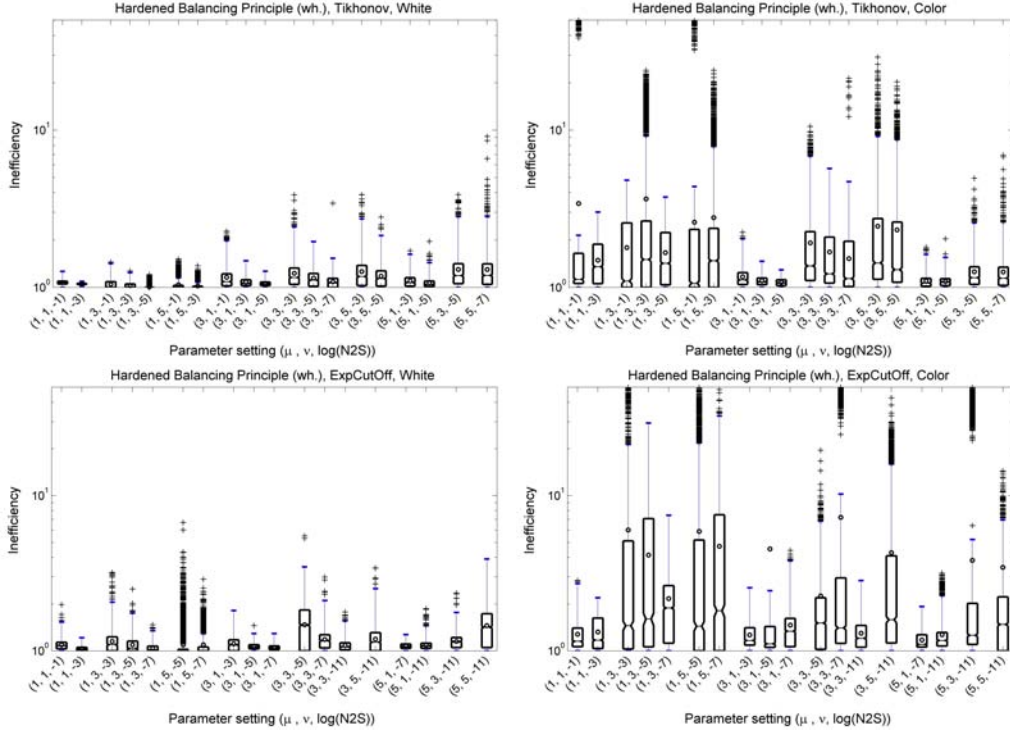 Hardened Balancing Principle (wh.), Tikhonov, White
Inefficiency
10¹
10⁰
(1, 1, -1)
(1, 1, -3)
(1, 3, -1)
(1, 3, -3)
(1, 3, -5)
(1, 5, -1)
(1, 5, -3)
(3, 1, -1)
(3, 1, -3)
(3, 1, -5)
(3, 3, -3)
(3, 3, -5)
(3, 3, -7)
(3, 5, -3)
(3, 5, -5)
(5, 1, -3)
(5, 1, -5)
(5, 3, -5)
(5, 5, -7)
Parameter setting (μ , ν, log(N2S))
Hardened Balancing Principle (wh.), Tikhonov, Color
Inefficiency
10¹
10⁰
(1, 1, -1)
(1, 1, -3)
(1, 3, -1)
(1, 3, -3)
(1, 3, -5)
(1, 5, -1)
(1, 5, -3)
(3, 1, -1)
(3, 1, -3)
(3, 1, -5)
(3, 3, -3)
(3, 3, -5)
(3, 3, -7)
(3, 5, -3)
(3, 5, -5)
(5, 1, -3)
(5, 1, -5)
(5, 3, -5)
(5, 5, -7)
Parameter setting (μ , ν, log(N2S))
Hardened Balancing Principle (wh.), ExpCutOff, White
Inefficiency
10¹
10⁰
(1, 1, -1)
(1, 1, -3)
(1, 3, -3)
(1, 3, -5)
(1, 3, -7)
(1, 5, -5)
(1, 5, -7)
(3, 1, -3)
(3, 1, -5)
(3, 1, -7)
(3, 3, -5)
(3, 3, -7)
(3, 3, -11)
(3, 5, -11)
(5, 1, -7)
(5, 1, -11)
(5, 3, -11)
(5, 5, -11)
Parameter setting (μ , ν, log(N2S))
Hardened Balancing Principle (wh.), ExpCutOff, Color
Inefficiency
10¹
10⁰
(1, 1, -1)
(1, 1, -3)
(1, 3, -3)
(1, 3, -5)
(1, 3, -7)
(1, 5, -5)
(1, 5, -7)
(3, 1, -3)
(3, 1, -5)
(3, 1, -7)
(3, 3, -5)
(3, 3, -7)
(3, 3, -11)
(3, 5, -11)
(5, 1, -7)
(5, 1, -11)
(5, 3, -11)
(5, 5, -11)
Parameter setting (μ , ν, log(N2S))